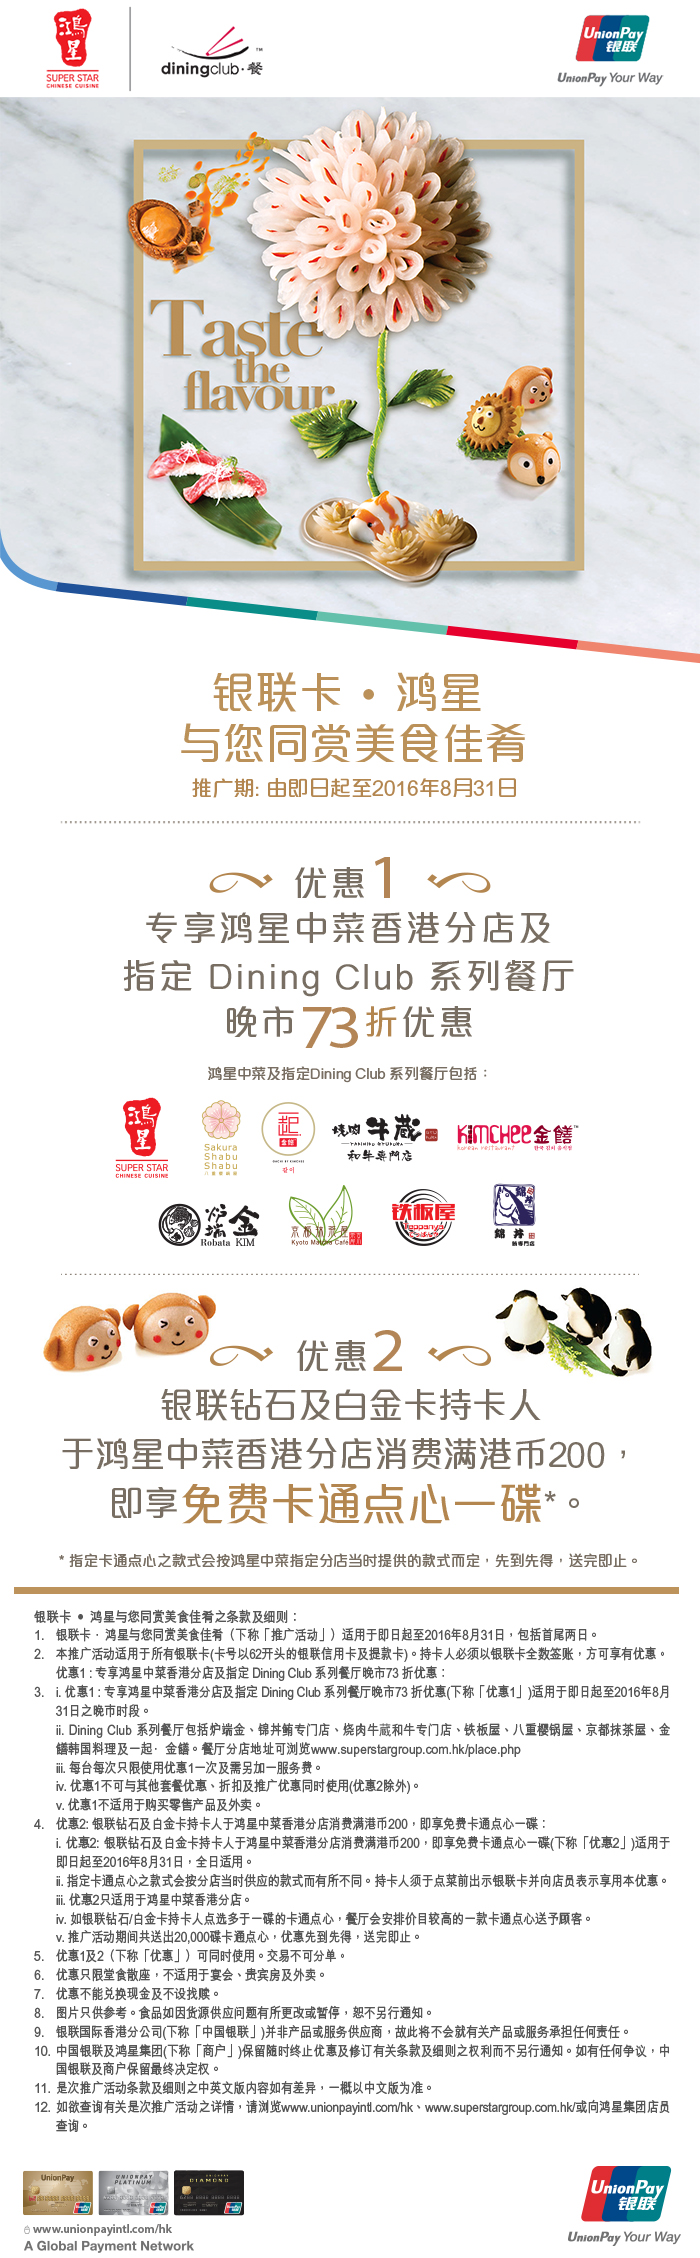 鸿星
SUPER STAR
CHINESE CUISINE
diningclub·餐™
UnionPay
银联
UnionPay Your Way
Taste
the
flavour
银联卡 • 鸿星
与您同赏美食佳肴
推广期: 由即日起至2016年8月31日
优惠1
专享鸿星中菜香港分店及
指定 Dining Club 系列餐厅
晚市73折优惠
鸿星中菜及指定Dining Club 系列餐厅包括：
鸿星
SUPER STAR
CHINESE CUISINE
Sakura
Shabu
Shabu
一起
金饍
烧肉 牛蔵
和牛専門店
KiMCHEE金饍™
korean restaurant
炉端金
Robata KIM
京都抹茶屋
Kyoto Matcha Cafe
铁板屋
teppanya
錦丼
鮪專門店
优惠2
银联钻石及白金卡持卡人
于鸿星中菜香港分店消费满港币200，
即享免费卡通点心一碟*。
* 指定卡通点心之款式会按鸿星中菜指定分店当时提供的款式而定，先到先得，送完即止。
银联卡 • 鸿星与您同赏美食佳肴之条款及细则：
1. 银联卡 · 鸿星与您同赏美食佳肴（下称「推广活动」）适用于即日起至2016年8月31日，包括首尾两日。
2. 本推广活动适用于所有银联卡(卡号以62开头的银联信用卡及提款卡)。持卡人必须以银联卡全数签账，方可享有优惠。
优惠1 : 专享鸿星中菜香港分店及指定 Dining Club 系列餐厅晚市73 折优惠：
3. i. 优惠1 : 专享鸿星中菜香港分店及指定 Dining Club 系列餐厅晚市73 折优惠(下称「优惠1」)适用于即日起至2016年8月
31日之晚市时段。
ii. Dining Club 系列餐厅包括炉端金、锦丼鲔专门店、烧肉牛蔵和牛专门店、铁板屋、八重樱锅屋、京都抹茶屋、金
饍韩国料理及一起· 金饍。餐厅分店地址可浏览www.superstargroup.com.hk/place.php
iii. 每台每次只限使用优惠1一次及需另加一服务费。
iv. 优惠1不可与其他套餐优惠、折扣及推广优惠同时使用(优惠2除外)。
v. 优惠1不适用于购买零售产品及外卖。
4. 优惠2: 银联钻石及白金卡持卡人于鸿星中菜香港分店消费满港币200，即享免费卡通点心一碟：
i. 优惠2: 银联钻石及白金卡持卡人于鸿星中菜香港分店消费满港币200，即享免费卡通点心一碟(下称「优惠2」)适用于
即日起至2016年8月31日，全日适用。
ii. 指定卡通点心之款式会按分店当时供应的款式而有所不同。持卡人须于点菜前出示银联卡并向店员表示享用本优惠。
iii. 优惠2只适用于鸿星中菜香港分店。
iv. 如银联钻石/白金卡持卡人点选多于一碟的卡通点心，餐厅会安排价目较高的一款卡通点心送予顾客。
v. 推广活动期间共送出20,000碟卡通点心，优惠先到先得，送完即止。
5. 优惠1及2（下称「优惠」）可同时使用。交易不可分单。
6. 优惠只限堂食散座，不适用于宴会、贵宾房及外卖。
7. 优惠不能兑换现金及不设找赎。
8. 图片只供参考。食品如因货源供应问题有所更改或暂停，恕不另行通知。
9. 银联国际香港分公司(下称「中国银联」)并非产品或服务供应商，故此将不会就有关产品或服务承担任何责任。
10. 中国银联及鸿星集团(下称「商户」)保留随时终止优惠及修订有关条款及细则之权利而不另行通知。如有任何争议，中
国银联及商户保留最终决定权。
11. 是次推广活动条款及细则之中英文版内容如有差异，一概以中文版为准。
12. 如欲查询有关是次推广活动之详情，请浏览www.unionpayintl.com/hk、www.superstargroup.com.hk/或向鸿星集团店员
查询。
UnionPay
UNIONPAY
PLATINUM
UNIONPAY
DIAMOND
www.unionpayintl.com/hk
A Global Payment Network
UnionPay
银联
UnionPay Your Way